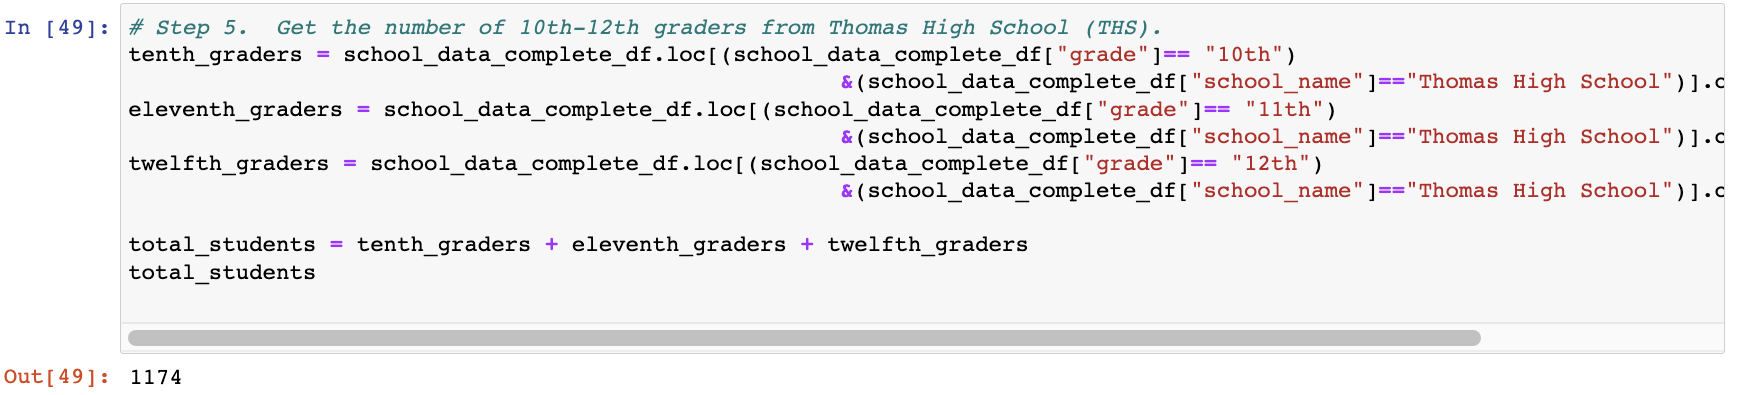 In [49]: # Step 5.  Get the number of 10th-12th graders from Thomas High School (THS).
tenth_graders = school_data_complete_df.loc[(school_data_complete_df["grade"]== "10th")
&(school_data_complete_df["school_name"]=="Thomas High School")].c
eleventh_graders = school_data_complete_df.loc[(school_data_complete_df["grade"]== "11th")
&(school_data_complete_df["school_name"]=="Thomas High School")].c
twelfth_graders = school_data_complete_df.loc[(school_data_complete_df["grade"]== "12th")
&(school_data_complete_df["school_name"]=="Thomas High School")].c
total_students = tenth_graders + eleventh_graders + twelfth_graders
total_students
Out[49]: 1174